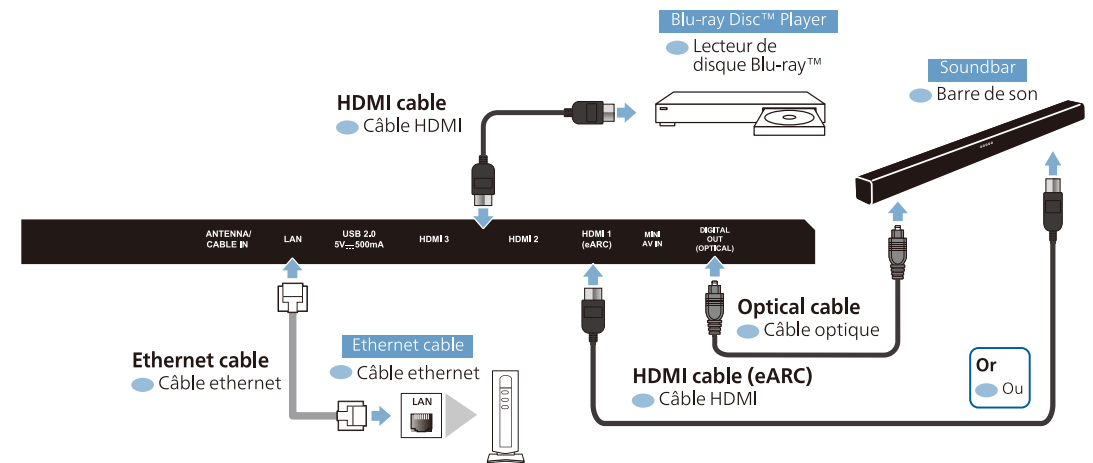 Blu-ray Disc™ Player
Lecteur de
disque Blu-ray™
Soundbar
Barre de son
HDMI cable
Câble HDMI
ANTENNA/
CABLE IN
LAN
USB 2.0
5V⎓500mA
HDMI 3
HDMI 2
HDMI 1
(eARC)
MINI
AV IN
DIGITAL
OUT
(OPTICAL)
Optical cable
Câble optique
Ethernet cable
Câble ethernet
Ethernet cable
Câble ethernet
LAN
HDMI cable (eARC)
Câble HDMI
Or
Ou